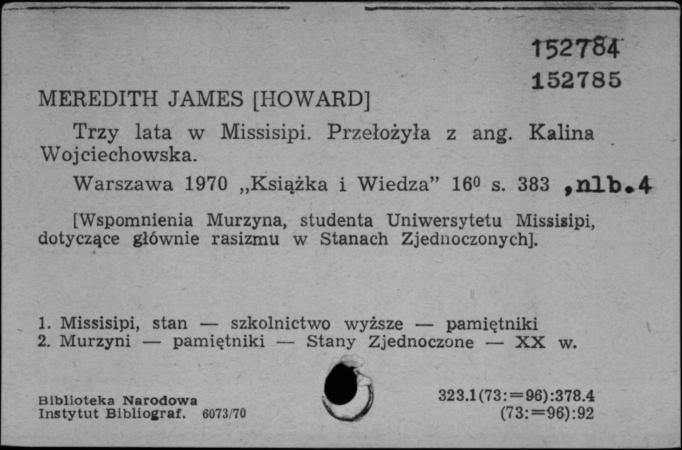 152784
152785
MEREDITH JAMES [HOWARD]
Trzy lata w Missisipi. Przełożyła z ang. Kalina
Wojciechowska.
Warszawa 1970 „Książka i Wiedza” 16⁰ s. 383 ,nlb.4
[Wspomnienia Murzyna, studenta Uniwersytetu Missisipi,
dotyczące głównie rasizmu w Stanach Zjednoczonych].
1. Missisipi, stan — szkolnictwo wyższe — pamiętniki
2. Murzyni — pamiętniki — Stany Zjednoczone — XX w.
Biblioteka Narodowa
Instytut Bibliograf. 6073/70
323.1(73:=96):378.4
(73:=96):92